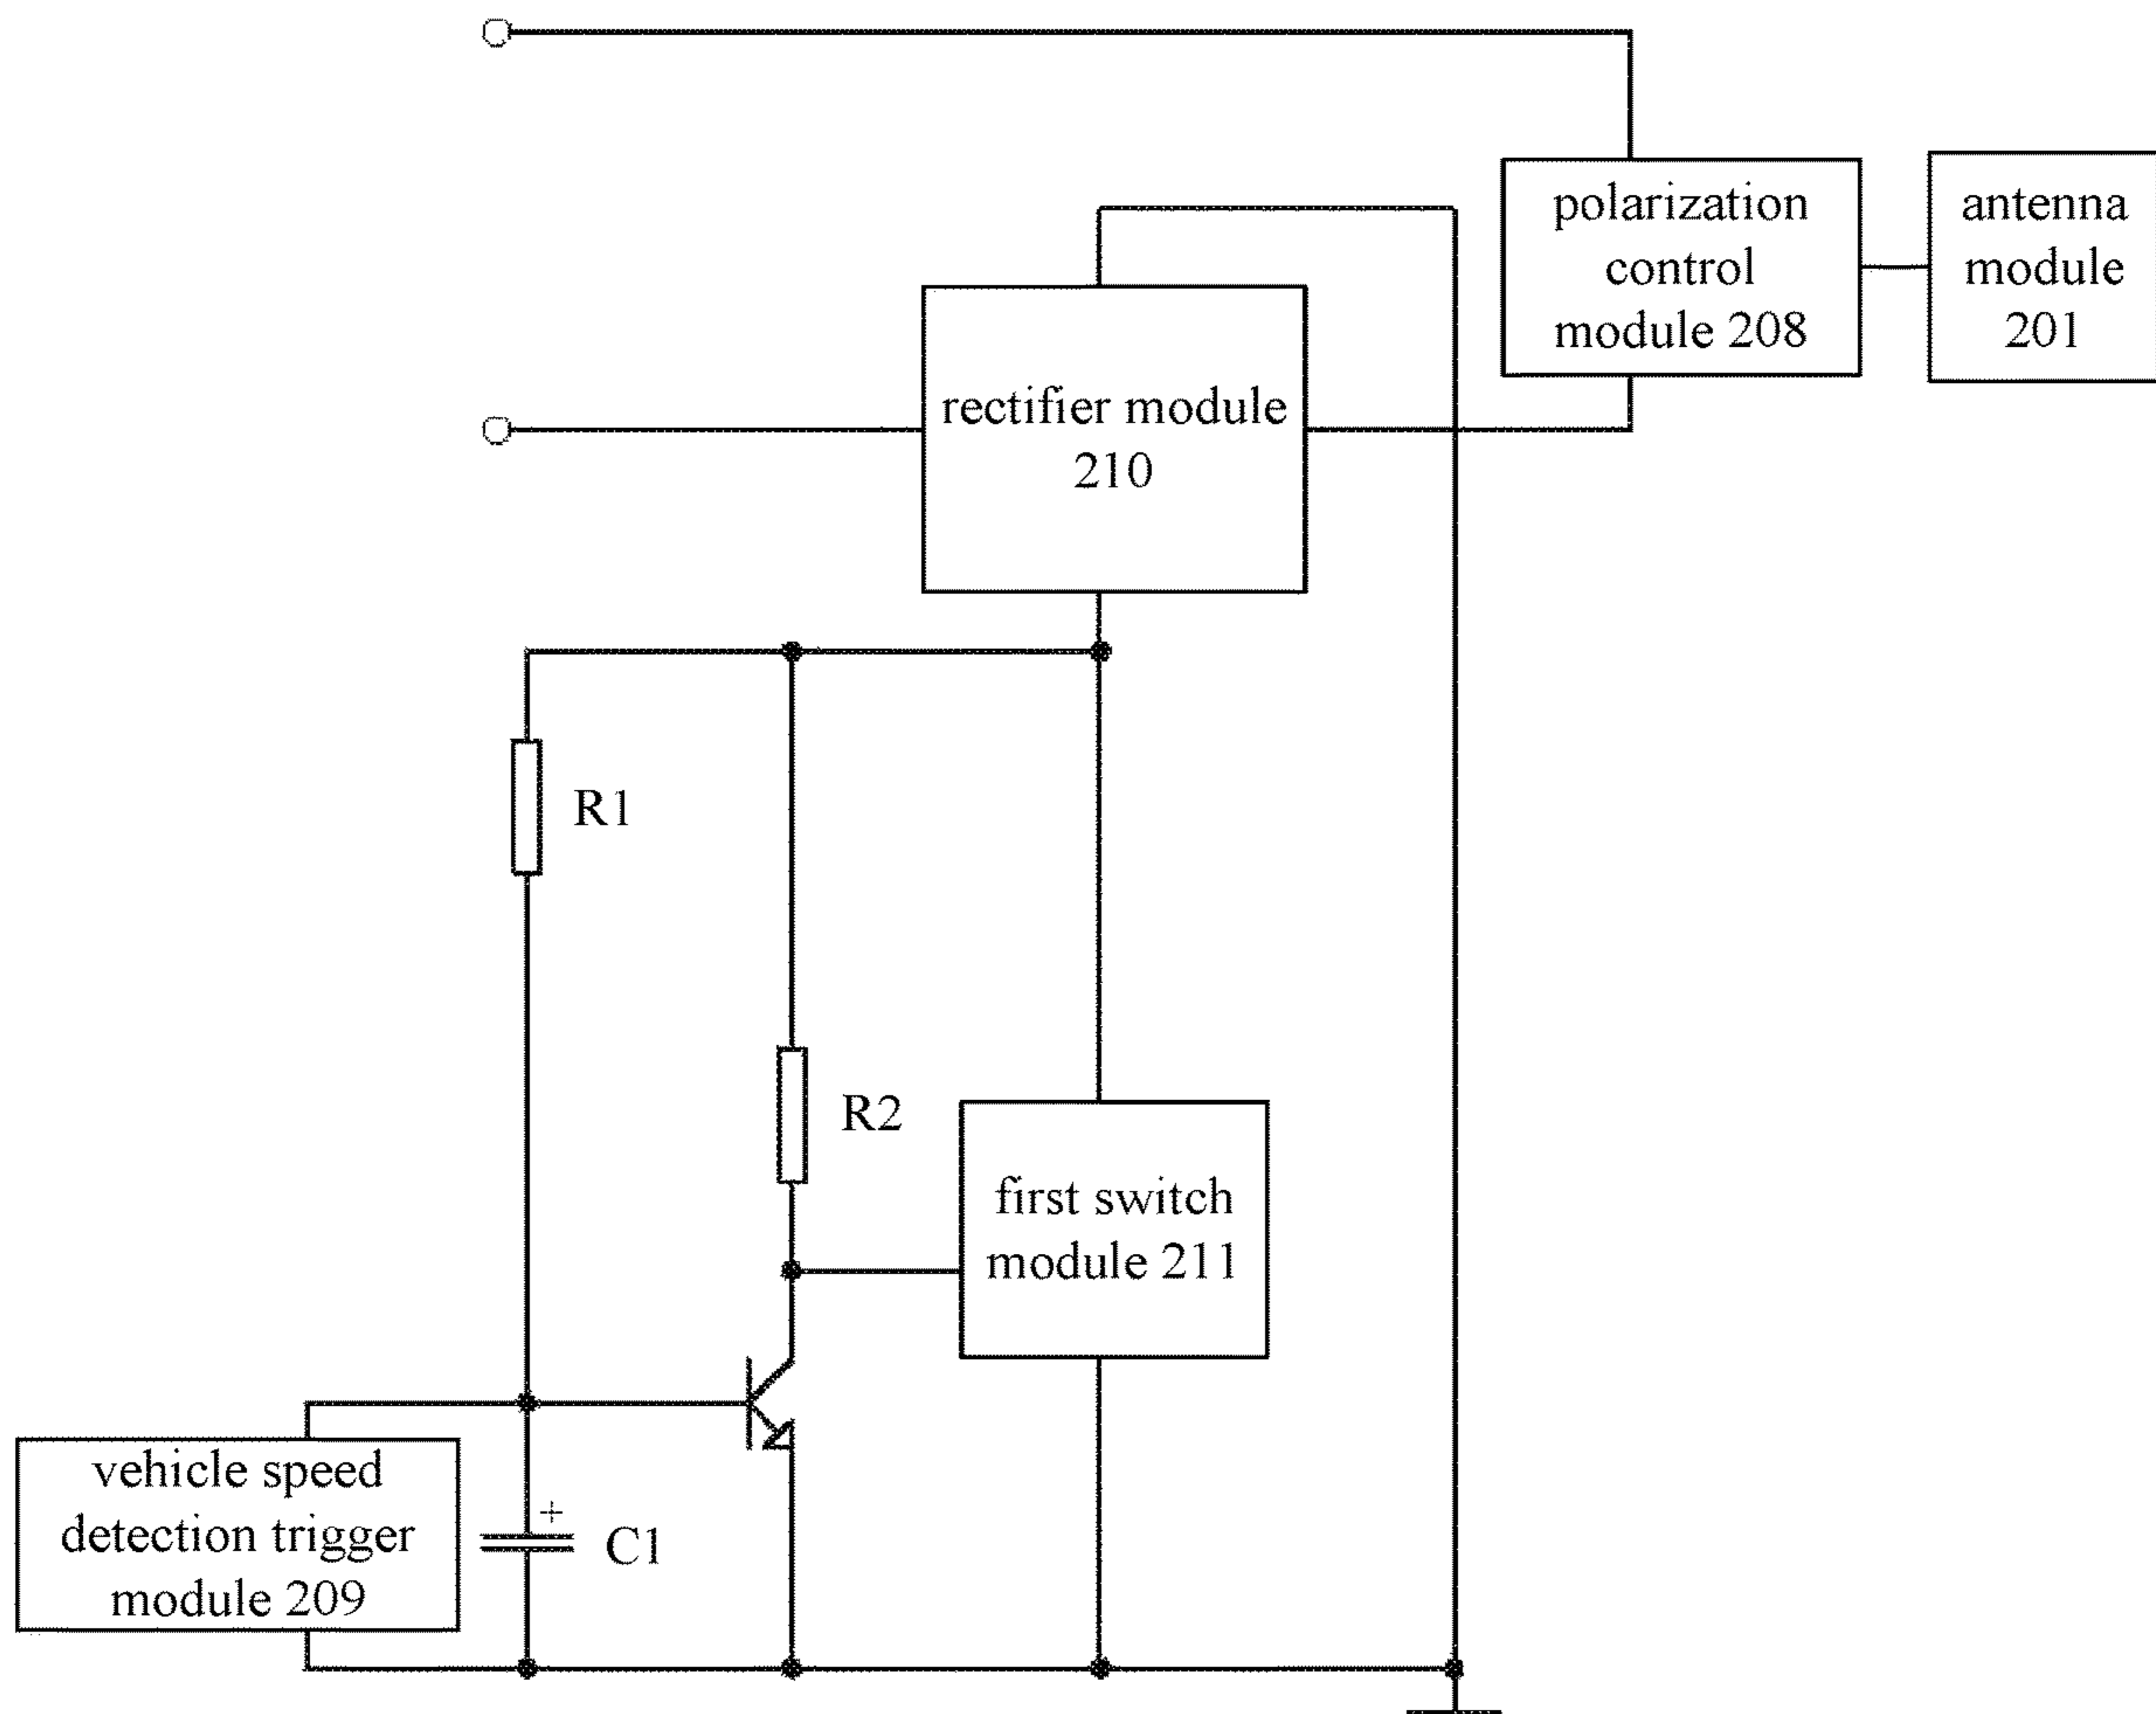 polarization
control
module 208
antenna
module
201
rectifier module
210
R1
R2
first switch
module 211
vehicle speed
detection trigger
module 209
+
C1